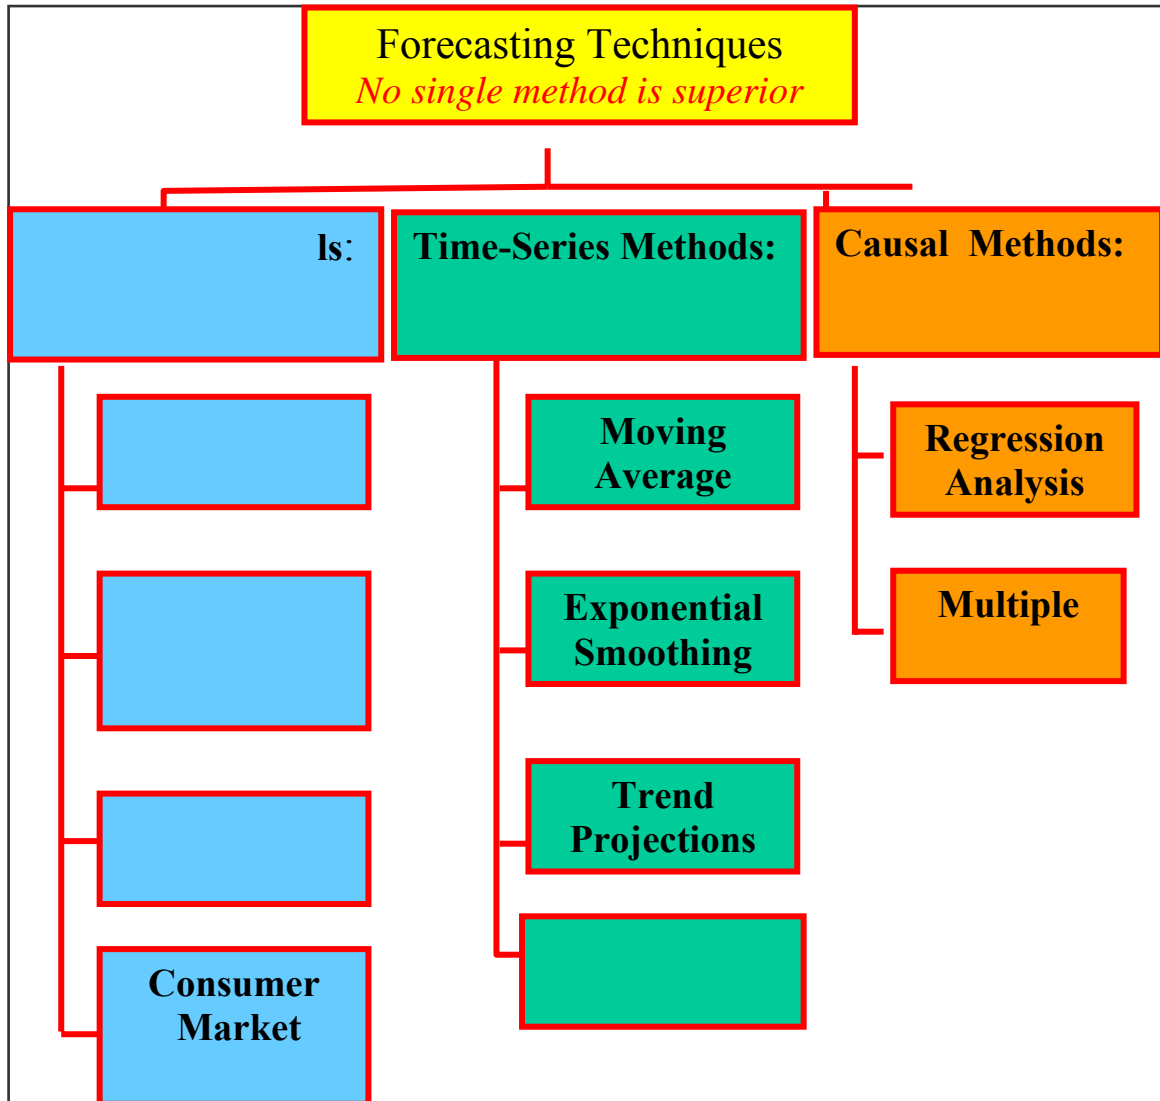 Forecasting Techniques
No single method is superior
ls:
Time-Series Methods:
Causal Methods:
Moving
Average
Exponential
Smoothing
Trend
Projections
Regression
Analysis
Multiple
Consumer
Market